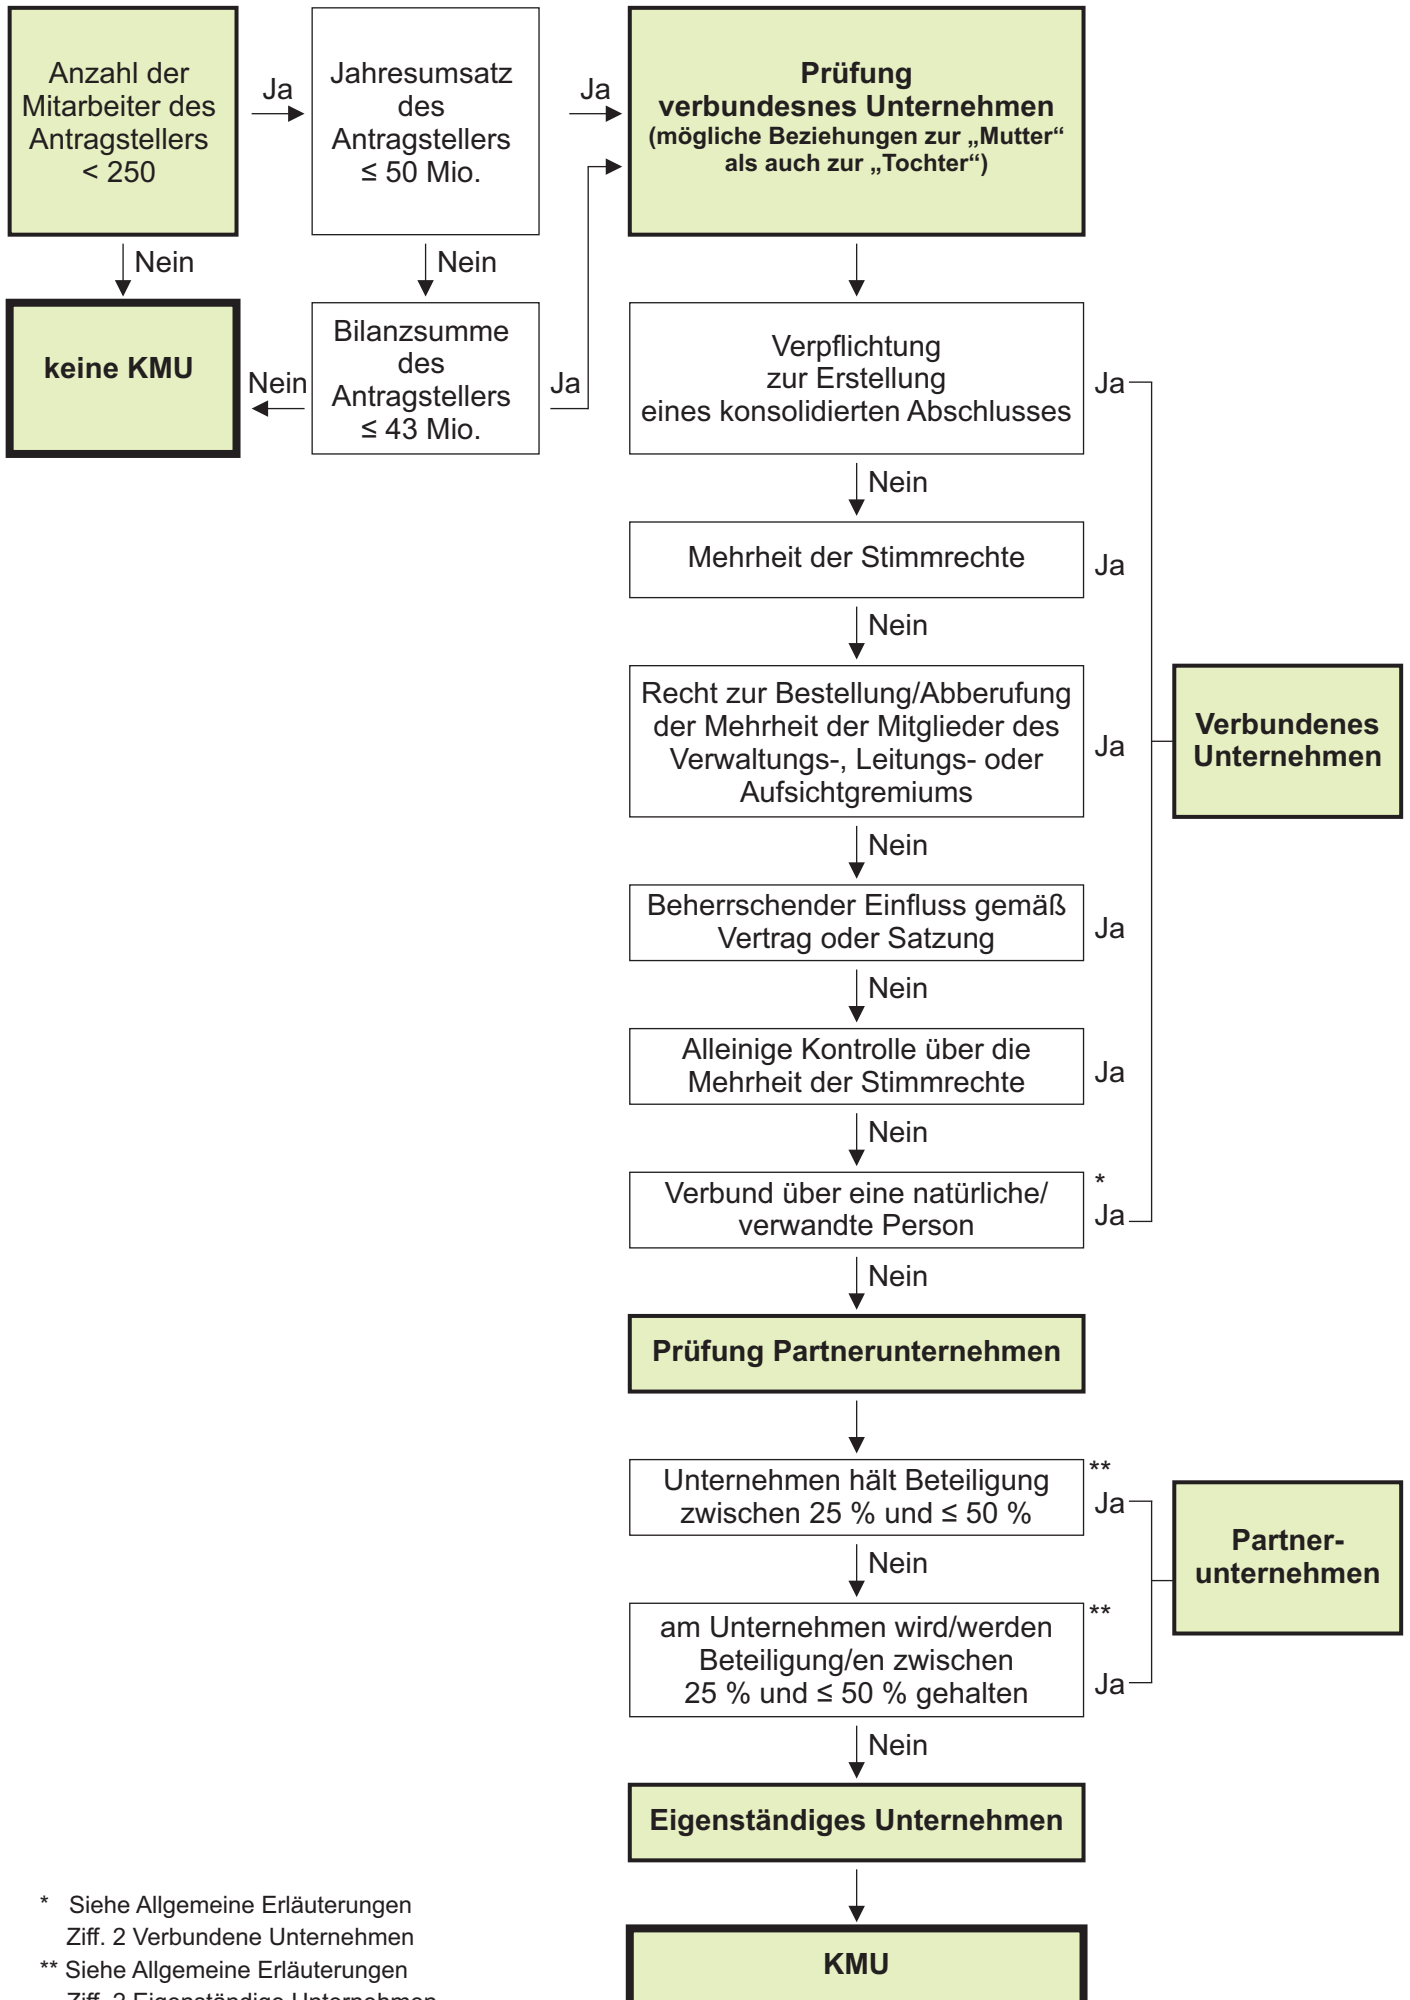 Anzahl der
Mitarbeiter des
Antragstellers
< 250
Ja
Jahresumsatz
des
Antragstellers
≤ 50 Mio.
Ja
Prüfung
verbundesnes Unternehmen
(mögliche Beziehungen zur „Mutter“
als auch zur „Tochter“)
Nein
Nein
keine KMU
Nein
Bilanzsumme
des
Antragstellers
≤ 43 Mio.
Ja
Verpflichtung
zur Erstellung
eines konsolidierten Abschlusses
Ja
Nein
Mehrheit der Stimmrechte
Ja
Nein
Recht zur Bestellung/Abberufung
der Mehrheit der Mitglieder des
Verwaltungs-, Leitungs- oder
Aufsichtgremiums
Ja
Verbundenes
Unternehmen
Nein
Beherrschender Einfluss gemäß
Vertrag oder Satzung
Ja
Nein
Alleinige Kontrolle über die
Mehrheit der Stimmrechte
Ja
Nein
Verbund über eine natürliche/
verwandte Person
*
Ja
Nein
Prüfung Partnerunternehmen
Unternehmen hält Beteiligung
zwischen 25 % und ≤ 50 %
**
Ja
Partner-
unternehmen
Nein
am Unternehmen wird/werden
Beteiligung/en zwischen
25 % und ≤ 50 % gehalten
**
Ja
Nein
Eigenständiges Unternehmen
KMU
* Siehe Allgemeine Erläuterungen
Ziff. 2 Verbundene Unternehmen
** Siehe Allgemeine Erläuterungen
Ziff. 2 Eigenständige Unternehmen